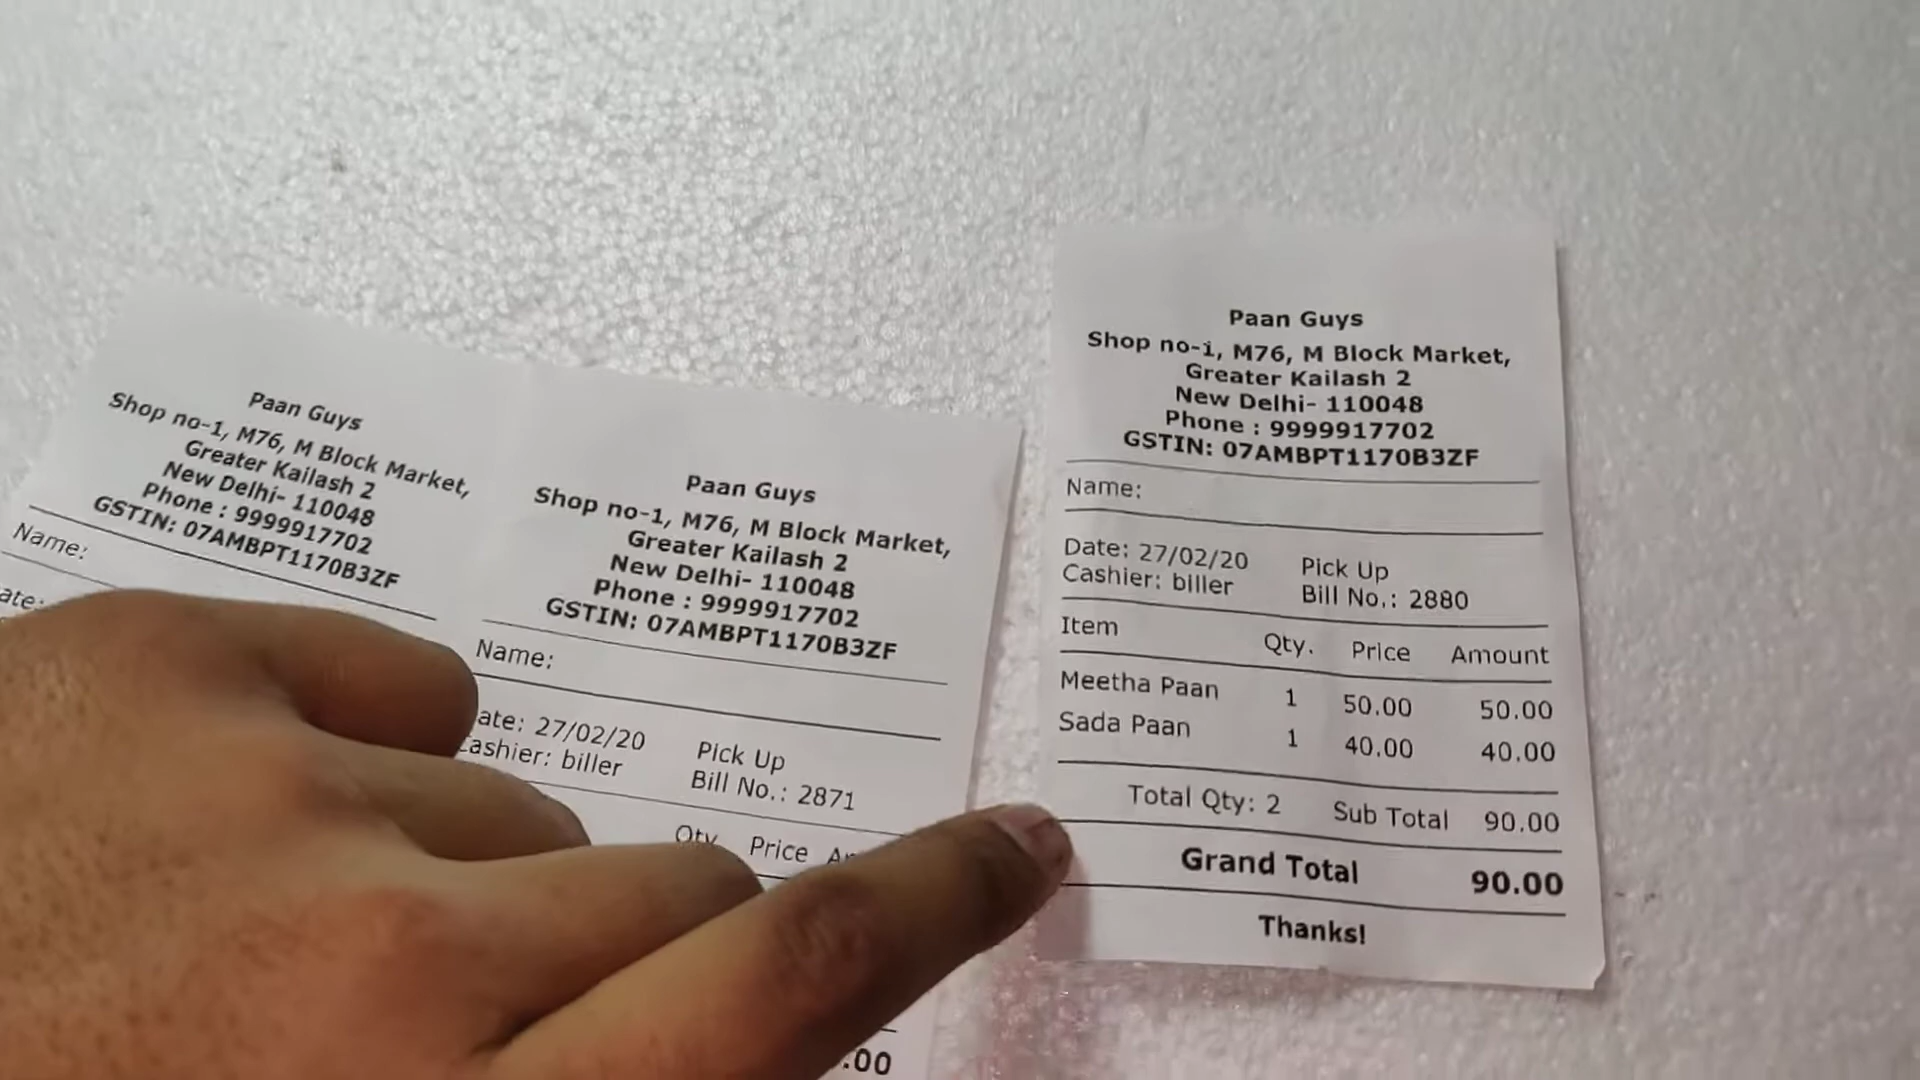 Paan Guys
Shop no-1, M76, M Block Market,
Greater Kailash 2
New Delhi- 110048
Phone : 9999917702
GSTIN: 07AMBPT1170B3ZF
Name:
Paan Guys
Shop no-1, M76, M Block Market,
Greater Kailash 2
New Delhi- 110048
Phone : 9999917702
GSTIN: 07AMBPT1170B3ZF
Name:
ate: 27/02/20 Pick Up
Cashier: biller Bill No.: 2871
Qty. Price
.00
Paan Guys
Shop no-1, M76, M Block Market,
Greater Kailash 2
New Delhi- 110048
Phone : 9999917702
GSTIN: 07AMBPT1170B3ZF
Name:
Date: 27/02/20 Pick Up
Cashier: biller Bill No.: 2880
Item Qty. Price Amount
Meetha Paan 1 50.00 50.00
Sada Paan 1 40.00 40.00
Total Qty: 2 Sub Total 90.00
Grand Total 90.00
Thanks!